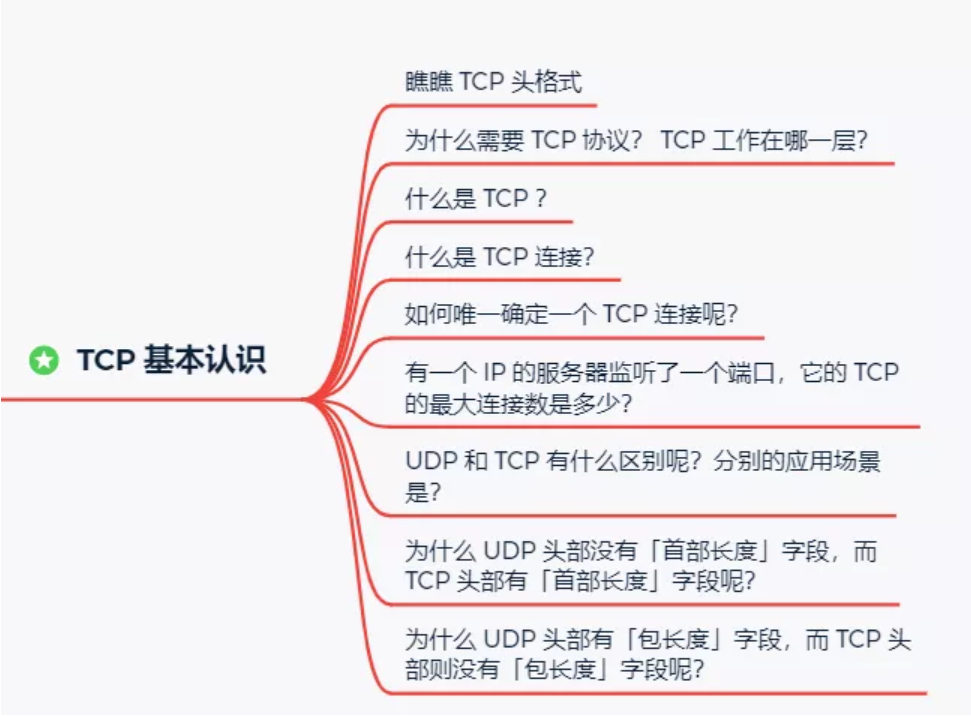 瞧瞧 TCP 头格式
为什么需要 TCP 协议? TCP 工作在哪一层?
什么是 TCP ?
什么是 TCP 连接?
如何唯一确定一个 TCP 连接呢?
TCP 基本认识
有一个 IP 的服务器监听了一个端口，它的 TCP
的最大连接数是多少?
UDP 和 TCP 有什么区别呢? 分别的应用场景
是?
为什么 UDP 头部没有「首部长度」字段，而
TCP 头部有「首部长度」字段呢?
为什么 UDP 头部有「包长度」字段，而 TCP 头
部则没有「包长度」字段呢?